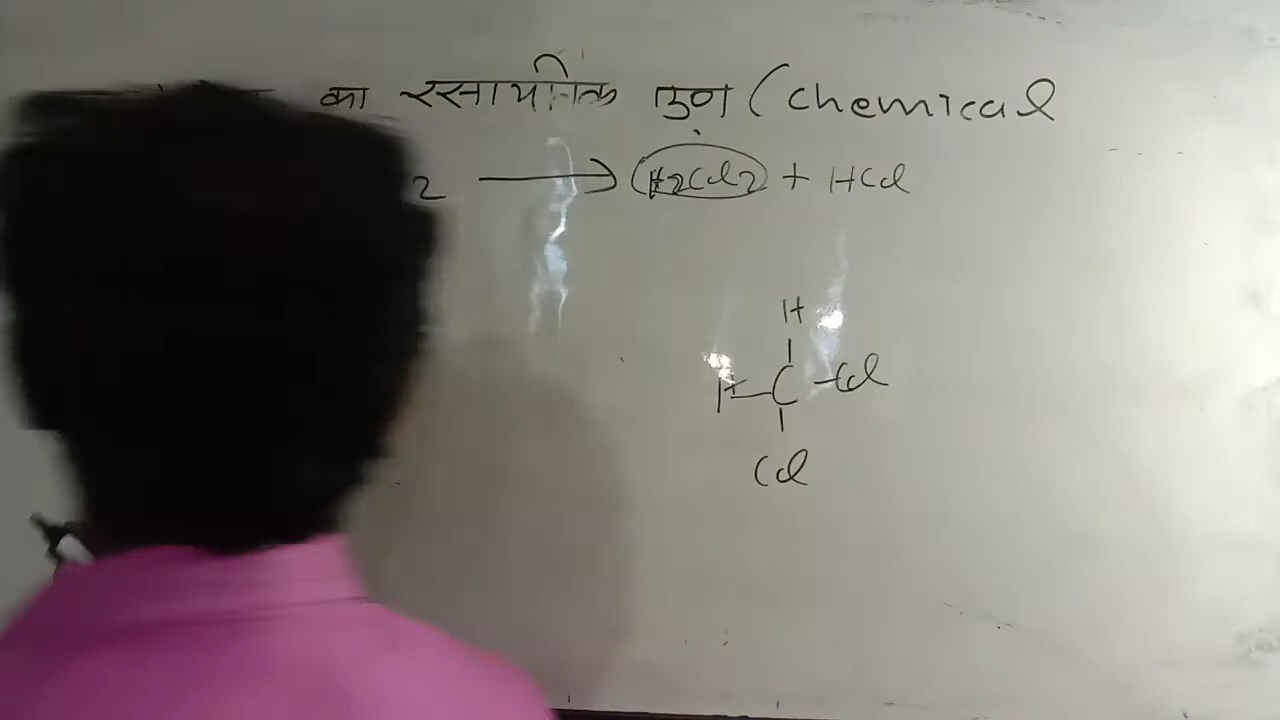 का रसायनिक गुण (chemical
2 ⟶ (H2Cl2) + HCl
H
H-C-Cl
Cl